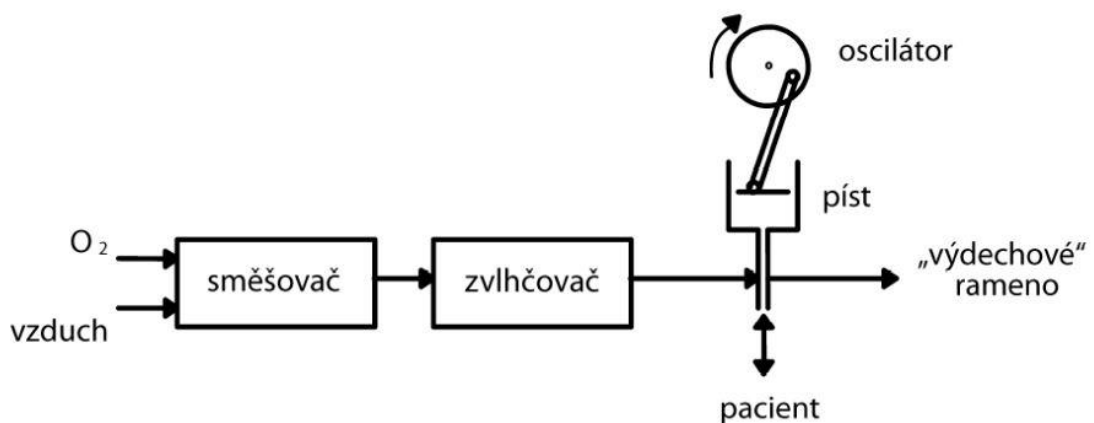 oscilátor
píst
O₂
směšovač
zvlhčovač
„výdechové“
rameno
vzduch
pacient